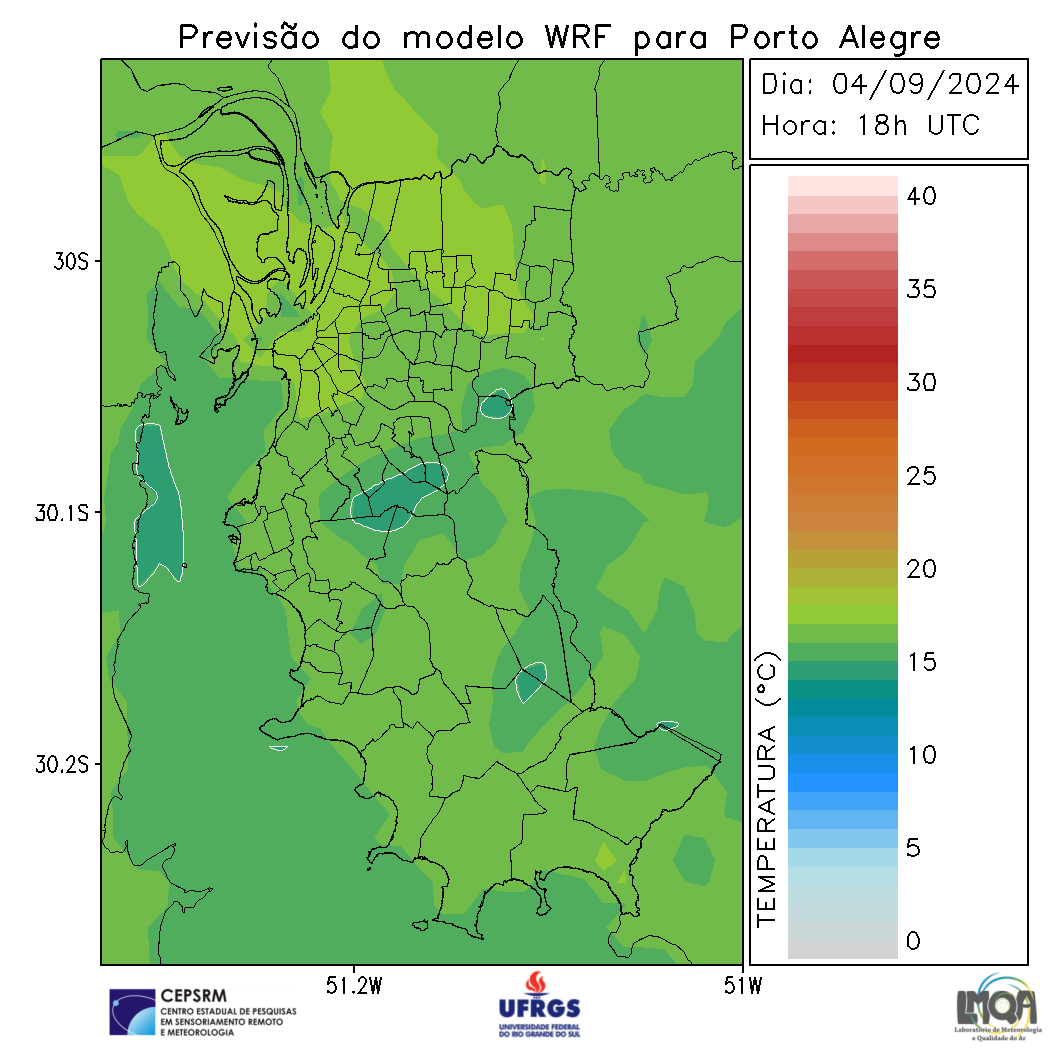 Previsão do modelo WRF para Porto Alegre
Dia: 04/09/2024
Hora: 18h UTC
30S
30.1S
30.2S
51.2W
51W
40
35
30
25
20
15
10
5
0
TEMPERATURA (°C)
CEPSRM
CENTRO ESTADUAL DE PESQUISAS
EM SENSORIAMENTO REMOTO
E METEOROLOGIA
UFRGS
UNIVERSIDADE FEDERAL
DO RIO GRANDE DO SUL
LMQA
Laboratório de Meteorologia
e Qualidade do Ar